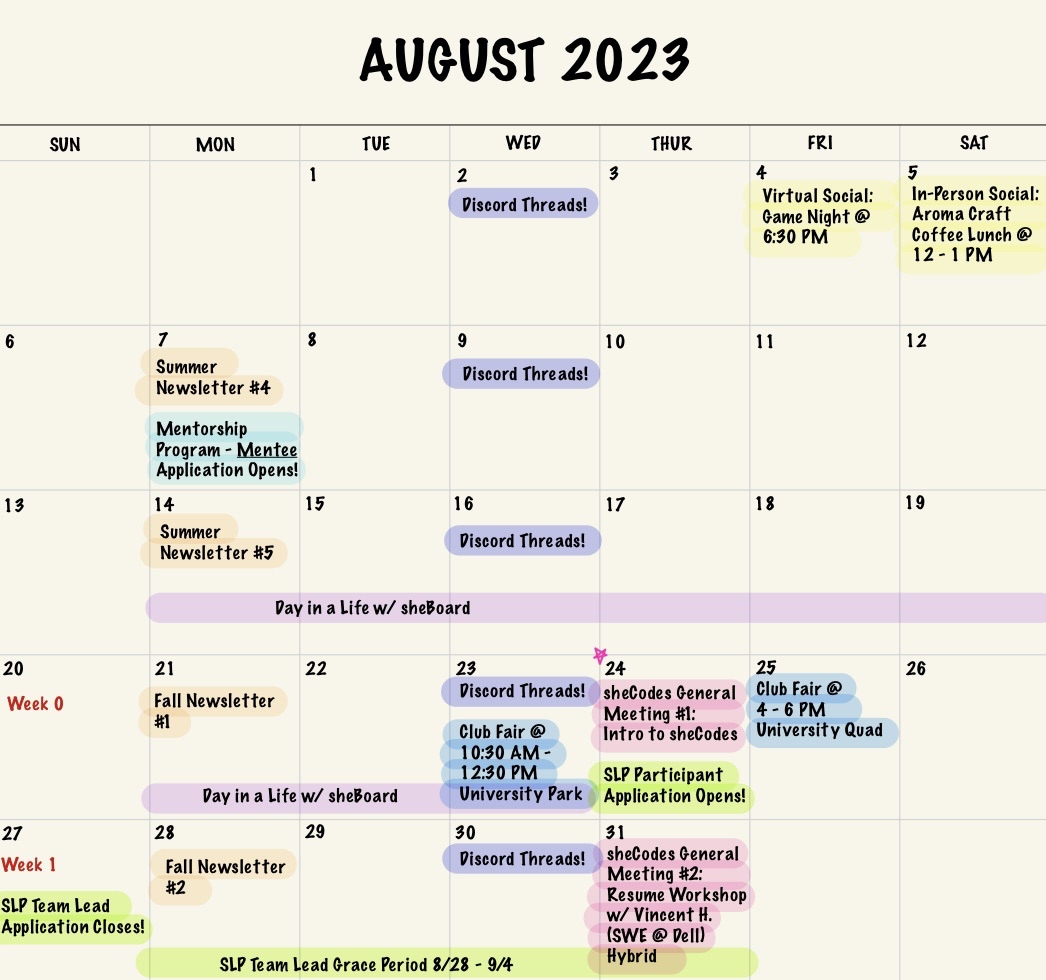 AUGUST 2023
SUN MON TUE WED THUR FRI SAT
1
2
Discord Threads!
3
4
Virtual Social:
Game Night @
6:30 PM
5
In-Person Social:
Aroma Craft
Coffee Lunch @
12 - 1 PM
6
7
Summer
Newsletter #4
Mentorship
Program - Mentee
Application Opens!
8
9
Discord Threads!
10
11
12
13
14
Summer
Newsletter #5
15
16
Discord Threads!
17
18
19
Day in a Life w/ sheBoard
20
Week 0
21
Fall Newsletter
#1
22
23
Discord Threads!
Club Fair @
10:30 AM -
12:30 PM
University Park
24
sheCodes General
Meeting #1:
Intro to sheCodes
SLP Participant
Application Opens!
25
Club Fair @
4 - 6 PM
University Quad
26
Day in a Life w/ sheBoard
27
Week 1
SLP Team Lead
Application Closes!
28
Fall Newsletter
#2
29
30
Discord Threads!
31
sheCodes General
Meeting #2:
Resume Workshop
w/ Vincent H.
(SWE @ Dell)
Hybrid
SLP Team Lead Grace Period 8/28 - 9/4